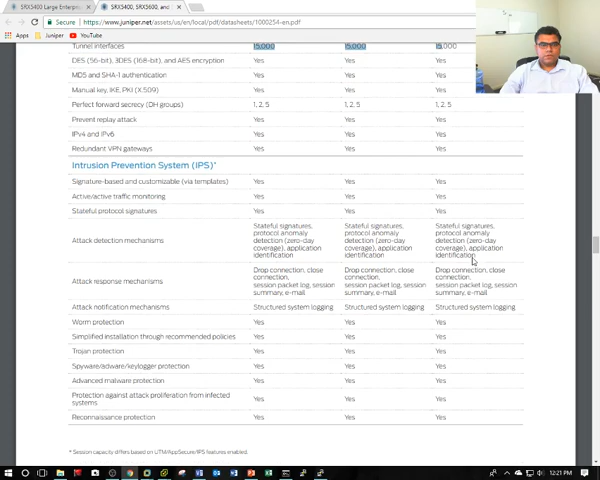 SRX5400 Large Enterpris
SRX5400, SRX5600, and
Secure
https://www.juniper.net/assets/us/en/local/pdf/datasheets/1000254-en.pdf
Apps Juniper YouTube
Tunnel interfaces 15,000 15,000 15,000
DES (56-bit), 3DES (168-bit), and AES encryption Yes Yes Yes
MD5 and SHA-1 authentication Yes Yes Yes
Manual key, IKE, PKI (X.509) Yes Yes Yes
Perfect forward secrecy (DH groups) 1, 2, 5 1, 2, 5 1, 2, 5
Prevent replay attack Yes Yes Yes
IPv4 and IPv6 Yes Yes Yes
Redundant VPN gateways Yes Yes Yes
Intrusion Prevention System (IPS)*
Signature-based and customizable (via templates) Yes Yes Yes
Active/active traffic monitoring Yes Yes Yes
Stateful protocol signatures Yes Yes Yes
Attack detection mechanisms
Stateful signatures, Stateful signatures, Stateful signatures,
protocol anomaly protocol anomaly protocol anomaly
detection (zero-day detection (zero-day detection (zero-day
coverage), application coverage), application coverage), application
identification identification identification
Attack response mechanisms
Drop connection, close Drop connection, close Drop connection, close
connection, connection, connection,
session packet log, session session packet log, session session packet log, session
summary, e-mail summary, e-mail summary, e-mail
Attack notification mechanisms Structured system logging Structured system logging Structured system logging
Worm protection Yes Yes Yes
Simplified installation through recommended policies Yes Yes Yes
Trojan protection Yes Yes Yes
Spyware/adware/keylogger protection Yes Yes Yes
Advanced malware protection Yes Yes Yes
Protection against attack proliferation from infected Yes Yes Yes
systems
Reconnaissance protection Yes Yes Yes
* Session capacity differs based on UTM/AppSecure/IPS features enabled.
12:21 PM